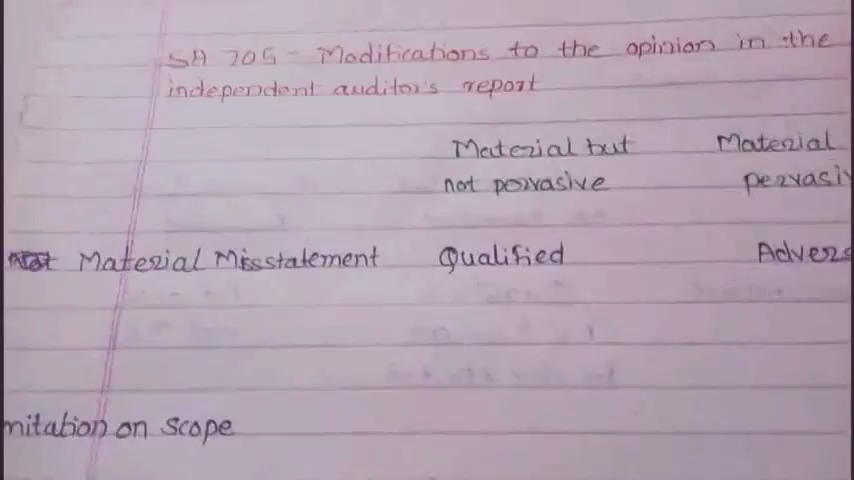 SA 705 - Modifications to the opinion in the
independent auditor's report
Material but Material
not pervasive pervasiv
Material Misstatement Qualified Advers
mitation on scope